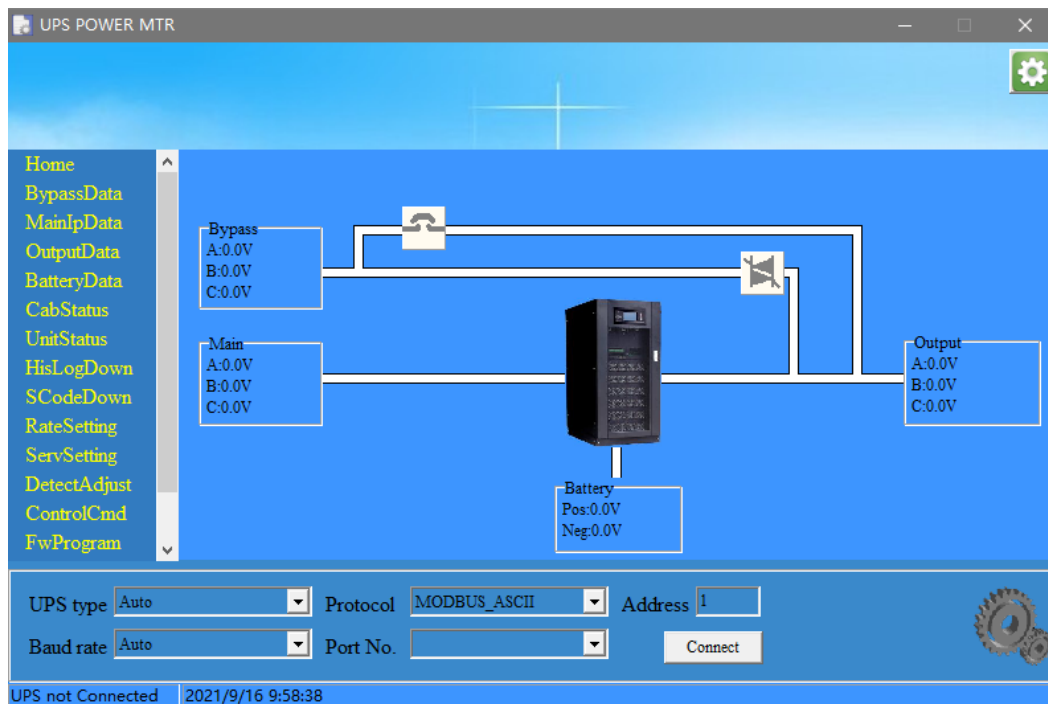 UPS POWER MTR
Home
BypassData
MainIpData
OutputData
BatteryData
CabStatus
UnitStatus
HisLogDown
SCodeDown
RateSetting
ServSetting
DetectAdjust
ControlCmd
FwProgram
Bypass
A:0.0V
B:0.0V
C:0.0V
Main
A:0.0V
B:0.0V
C:0.0V
Output
A:0.0V
B:0.0V
C:0.0V
Battery
Pos:0.0V
Neg:0.0V
UPS type Auto Protocol MODBUS_ASCII Address 1
Baud rate Auto Port No. Connect
UPS not Connected 2021/9/16 9:58:38